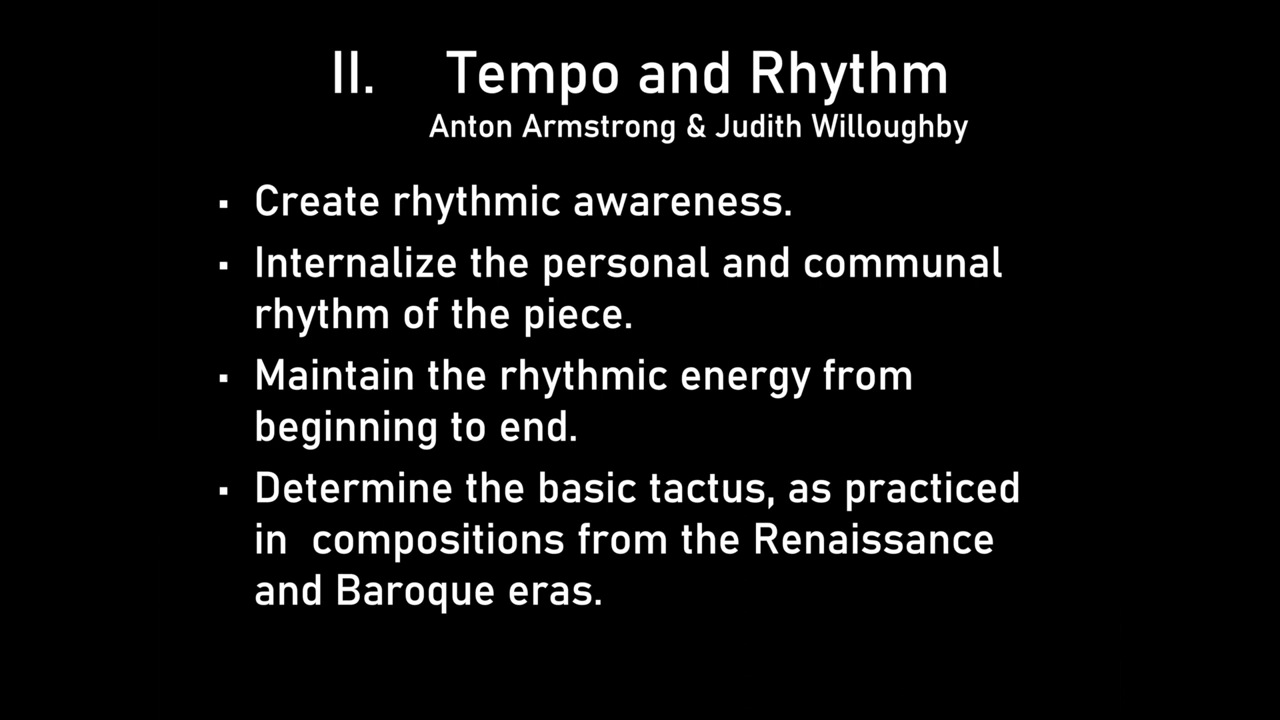 II. Tempo and Rhythm
Anton Armstrong & Judith Willoughby
▪ Create rhythmic awareness.
▪ Internalize the personal and communal
rhythm of the piece.
▪ Maintain the rhythmic energy from
beginning to end.
▪ Determine the basic tactus, as practiced
in  compositions from the Renaissance
and Baroque eras.